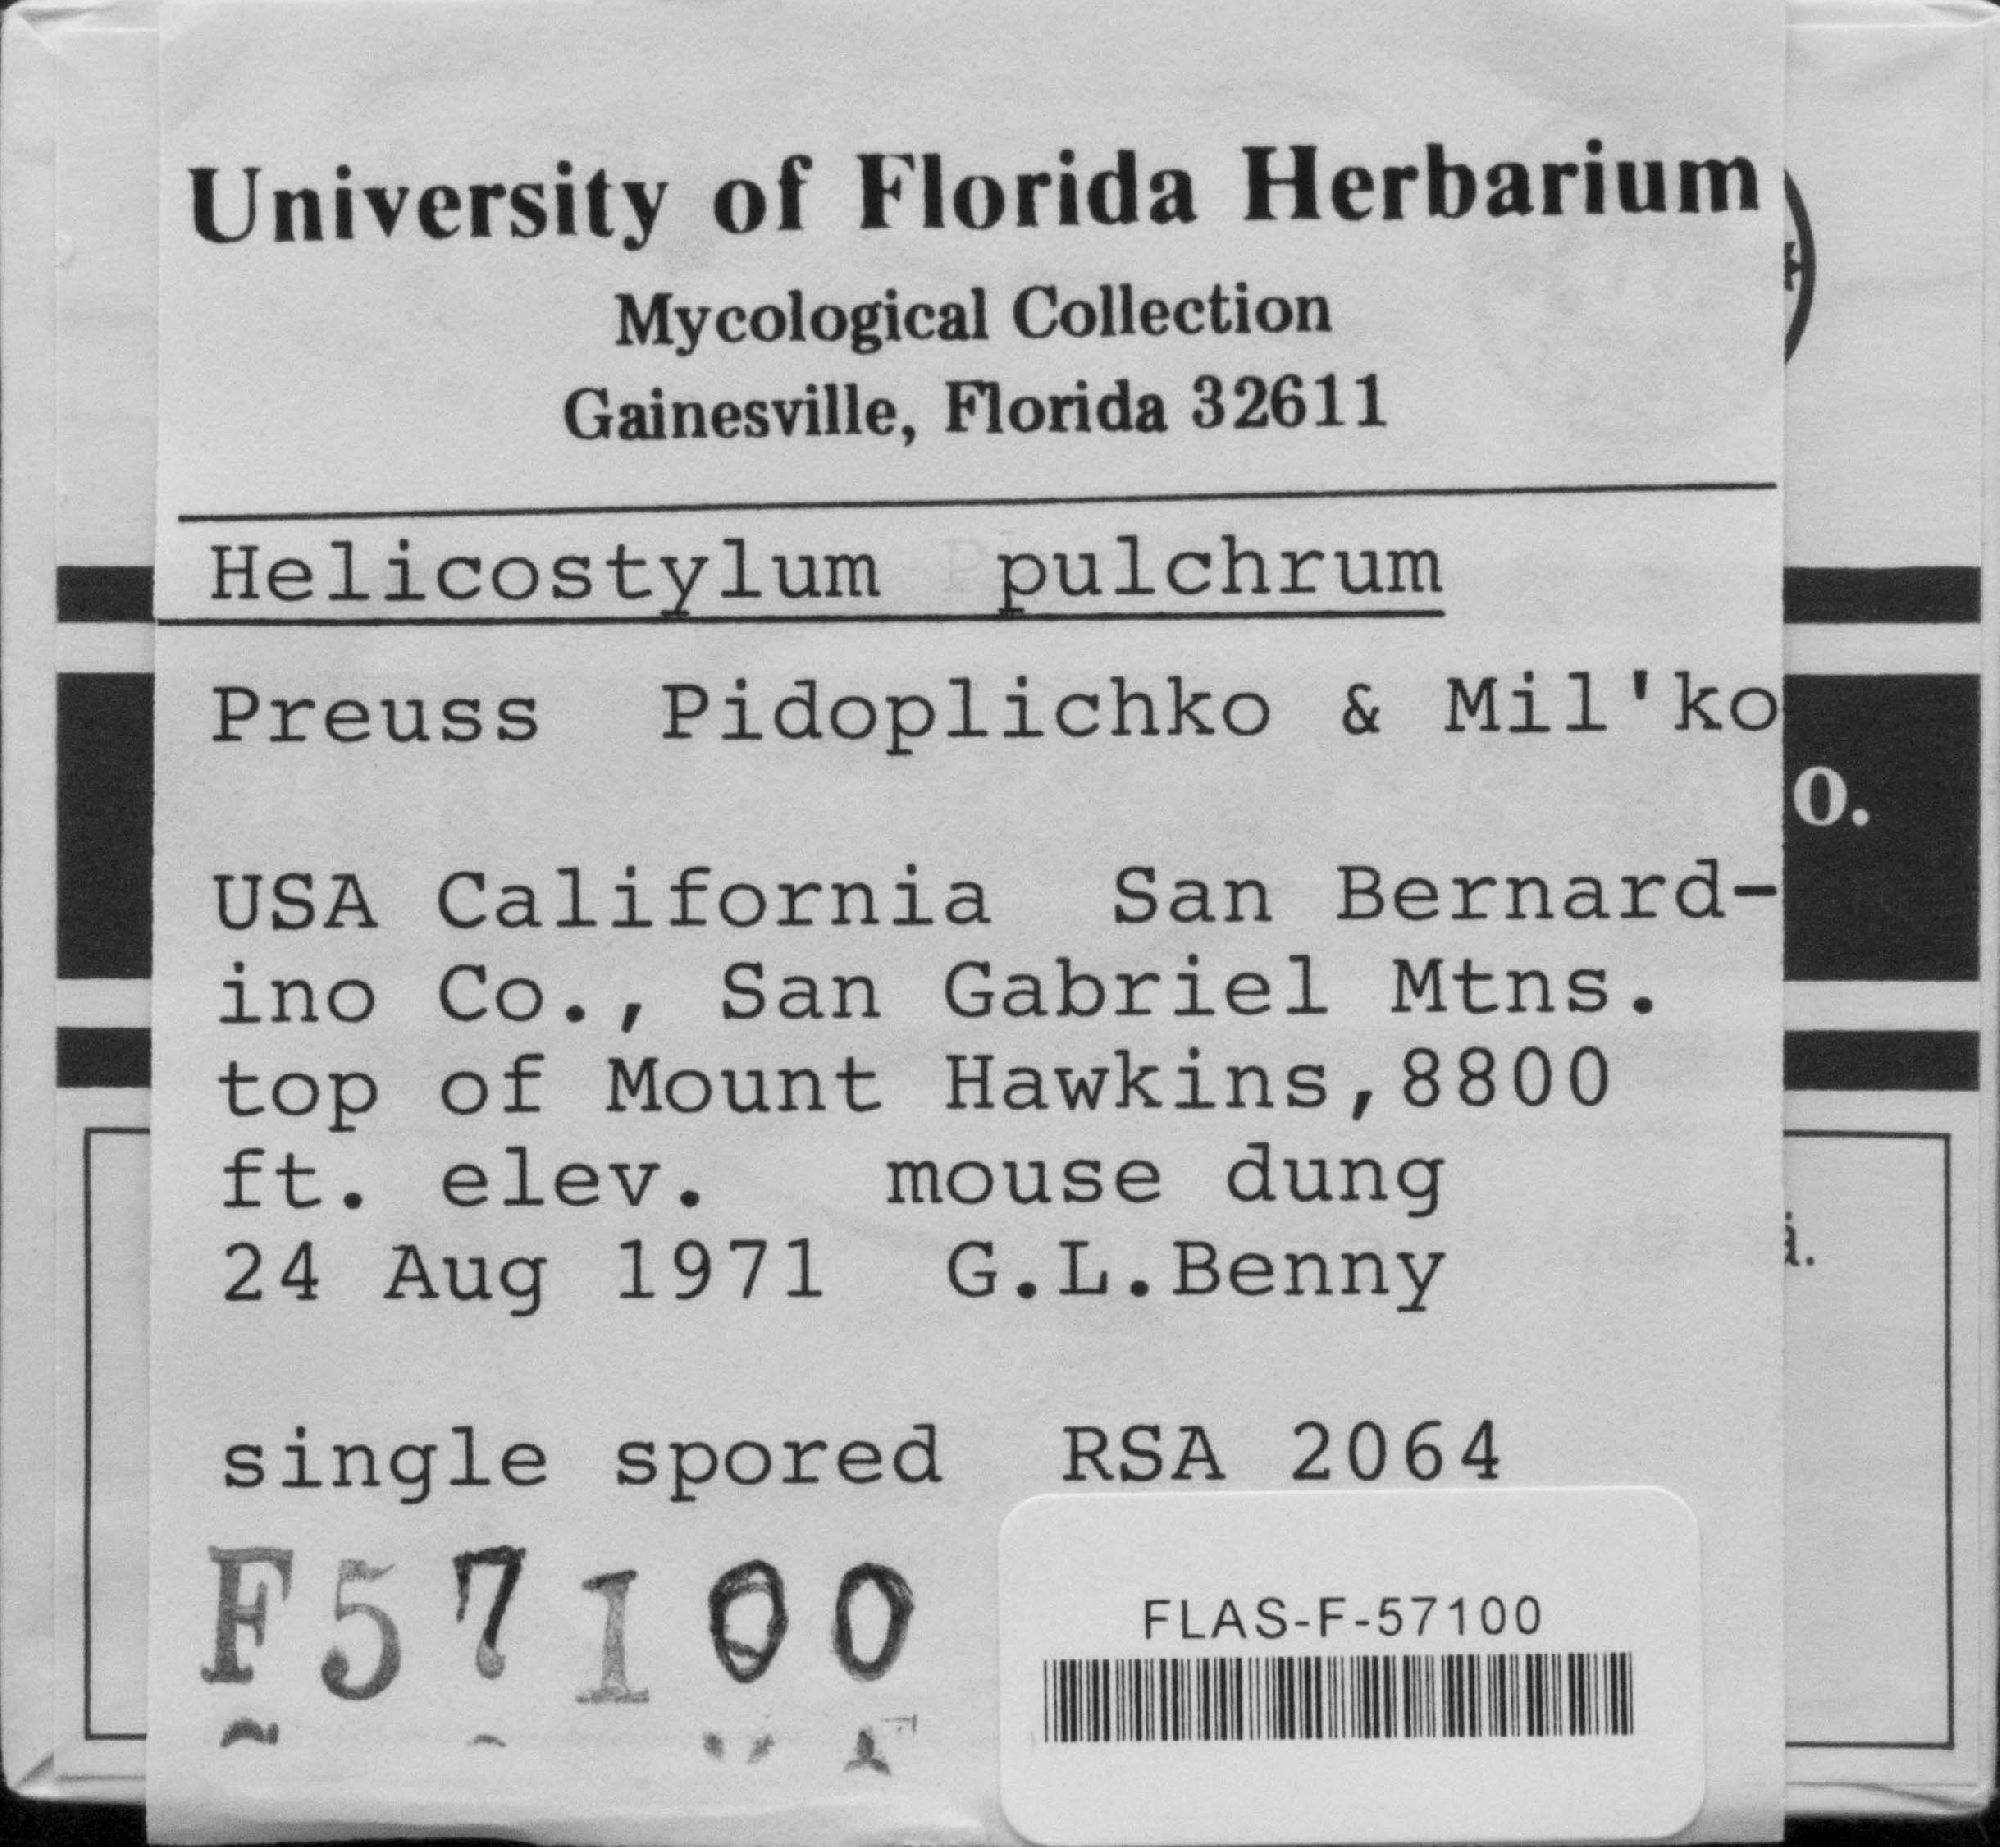 University of Florida Herbarium
Mycological Collection
Gainesville, Florida 32611
Helicostylum pulchrum
Preuss Pidoplichko & Mil'ko
O.
USA California San Bernard-
ino Co., San Gabriel Mtns.
top of Mount Hawkins,8800
ft. elev. mouse dung
24 Aug 1971 G.L.Benny
single spored RSA 2064
F57100
FLAS-F-57100